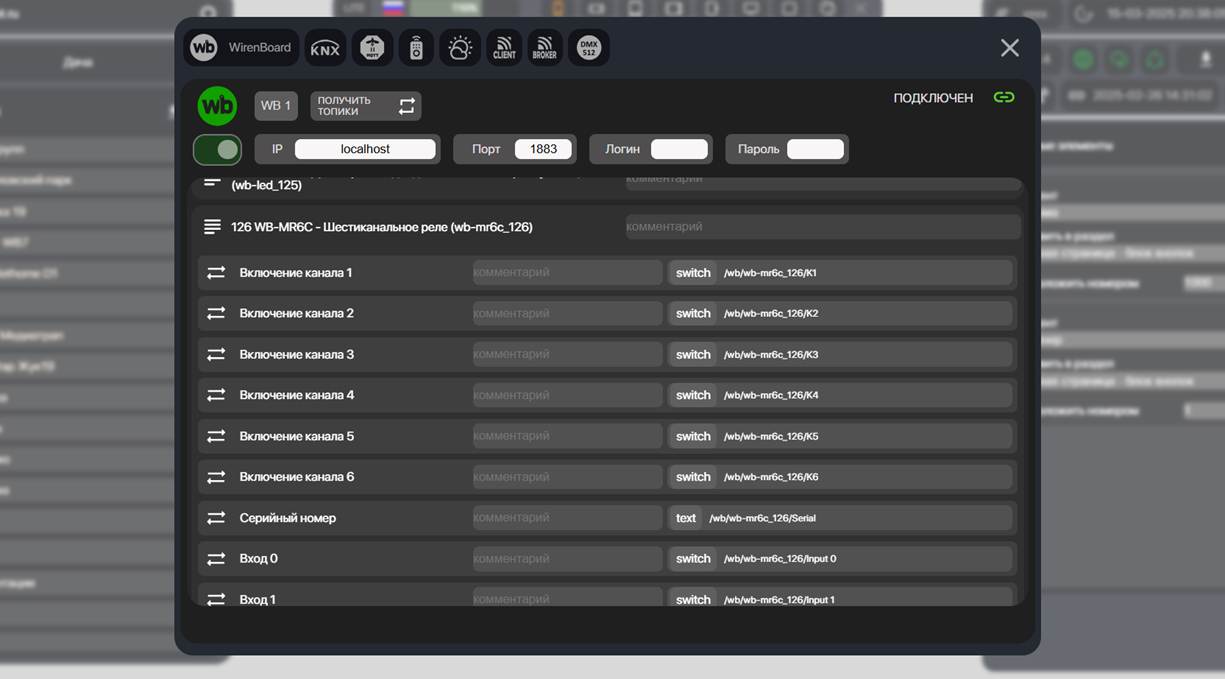 wb WirenBoard
KNX
MQTT
CLIENT
BROKER
DMX
512
wb
WB 1
ПОЛУЧИТЬ
ТОПИКИ
ПОДКЛЮЧЕН
IP localhost
Порт 1883
Логин
Пароль
(wb-led_125)
комментарий
126 WB-MR6C - Шестиканальное реле (wb-mr6c_126) комментарий
Включение канала 1 комментарий switch /wb/wb-mr6c_126/K1
Включение канала 2 комментарий switch /wb/wb-mr6c_126/K2
Включение канала 3 комментарий switch /wb/wb-mr6c_126/K3
Включение канала 4 комментарий switch /wb/wb-mr6c_126/K4
Включение канала 5 комментарий switch /wb/wb-mr6c_126/K5
Включение канала 6 комментарий switch /wb/wb-mr6c_126/K6
Серийный номер комментарий text /wb/wb-mr6c_126/Serial
Вход 0 комментарий switch /wb/wb-mr6c_126/Input 0
Вход 1 комментарий switch /wb/wb-mr6c_126/Input 1